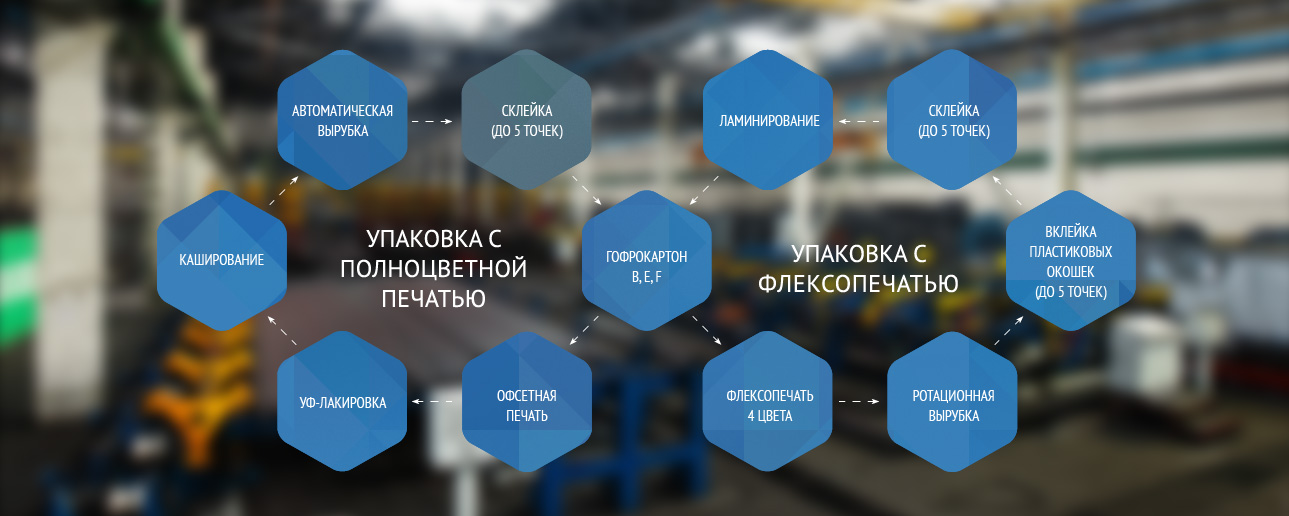 АВТОМАТИЧЕСКАЯ
ВЫРУБКА
СКЛЕЙКА
(ДО 5 ТОЧЕК)
ЛАМИНИРОВАНИЕ
СКЛЕЙКА
(ДО 5 ТОЧЕК)
КАШИРОВАНИЕ
УПАКОВКА С
ПОЛНОЦВЕТНОЙ
ПЕЧАТЬЮ
ГОФРОКАРТОН
B, E, F
УПАКОВКА С
ФЛЕКСОПЕЧАТЬЮ
ВКЛЕЙКА
ПЛАСТИКОВЫХ
ОКОШЕК
(ДО 5 ТОЧЕК)
УФ-ЛАКИРОВКА
ОФСЕТНАЯ
ПЕЧАТЬ
ФЛЕКСОПЕЧАТЬ
4 ЦВЕТА
РОТАЦИОННАЯ
ВЫРУБКА